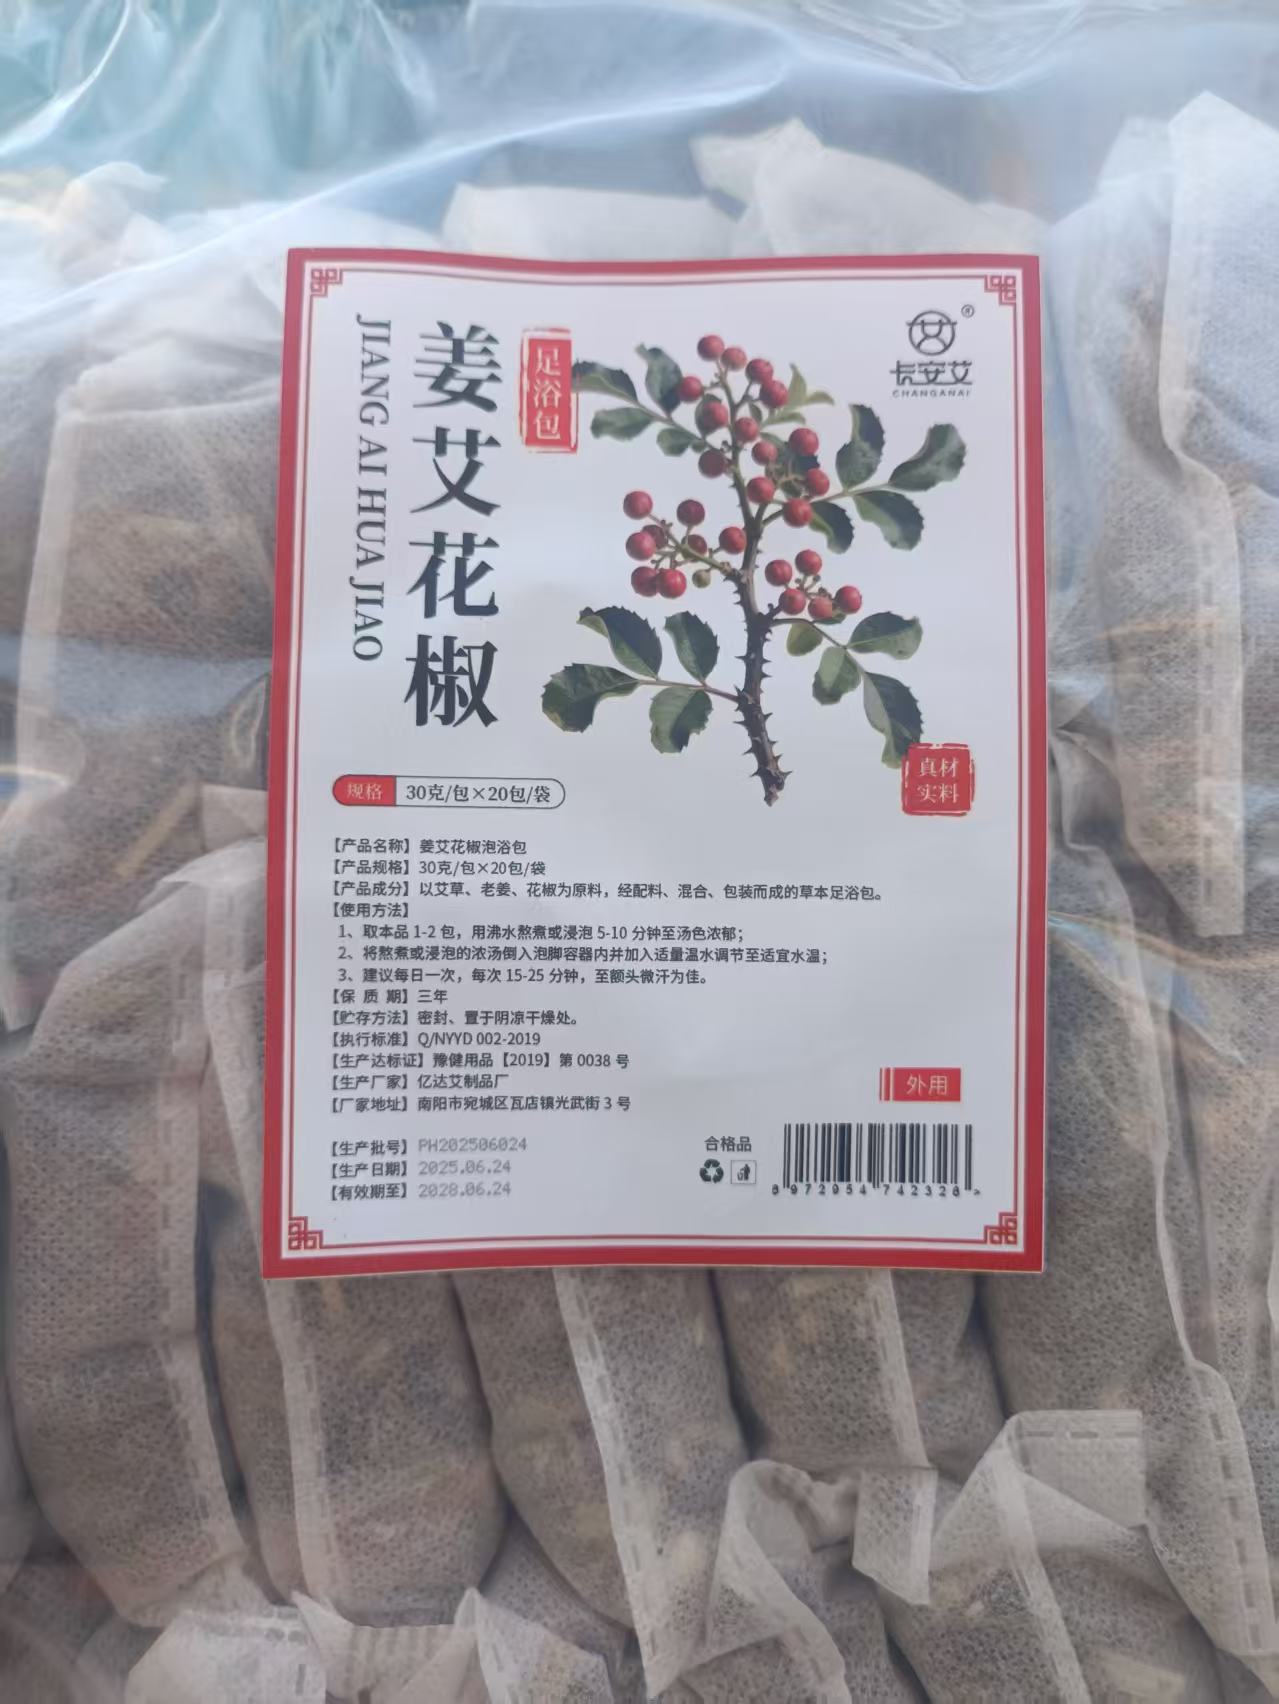 姜艾花椒
JIANG AI HUA JIAO
足浴包
长安艾
CHANGANAI
真材
实料
规格 30克/包×20包/袋
【产品名称】姜艾花椒泡浴包
【产品规格】30克/包×20包/袋
【产品成分】以艾草、老姜、花椒为原料，经配料、混合、包装而成的草本足浴包。
【使用方法】
1、取本品 1-2 包，用沸水熬煮或浸泡 5-10 分钟至汤色浓郁；
2、将熬煮或浸泡的浓汤倒入泡脚容器内并加入适量温水调节至适宜水温；
3、建议每日一次，每次 15-25 分钟，至额头微汗为佳。
【保 质 期】三年
【贮存方法】密封、置于阴凉干燥处。
【执行标准】Q/NYYD 002-2019
【生产达标证】豫健用品【2019】第 0038 号
【生产厂家】亿达艾制品厂
【厂家地址】南阳市宛城区瓦店镇光武街 3 号
外用
【生产批号】PH202506024
【生产日期】2025.06.24
【有效期至】2028.06.24
合格品
6 972954 742328 >